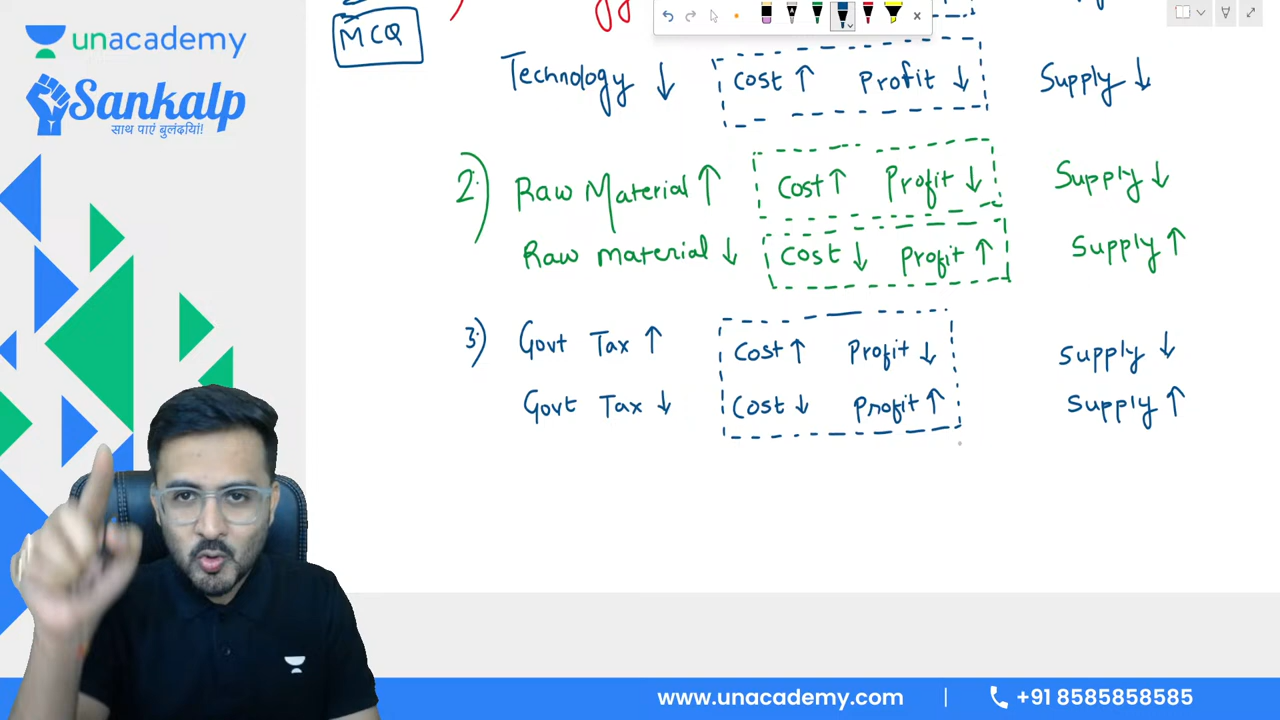 unacademy
Sankalp
साथ पाएं बुलंदियां!
MCQ
Technology ↓ Cost ↑ Profit ↓ Supply ↓
2.) Raw Material ↑ Cost ↑ Profit ↓ Supply ↓
Raw material ↓ Cost ↓ Profit ↑ Supply ↑
3.) Govt Tax ↑ Cost ↑ Profit ↓ Supply ↓
Govt Tax ↓ Cost ↓ Profit ↑ Supply ↑
www.unacademy.com | +91 8585858585